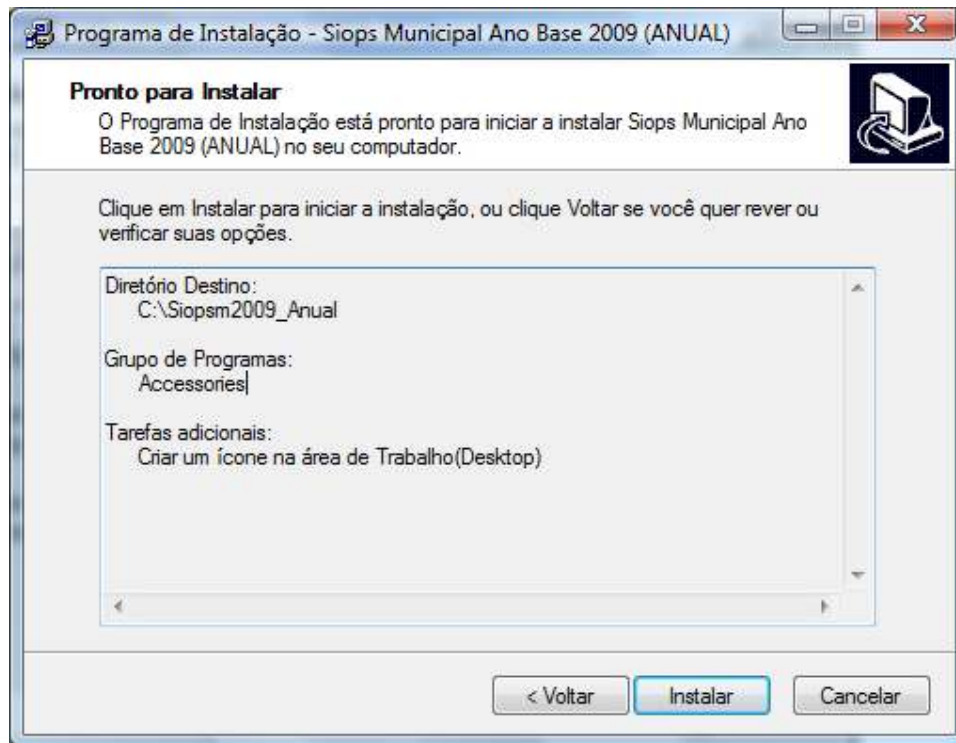 Programa de Instalação - Siops Municipal Ano Base 2009 (ANUAL)
Pronto para Instalar
O Programa de Instalação está pronto para iniciar a instalar Siops Municipal Ano
Base 2009 (ANUAL) no seu computador.
Clique em Instalar para iniciar a instalação, ou clique Voltar se você quer rever ou
verificar suas opções.
Diretório Destino:
C:\Siopsm2009_Anual
Grupo de Programas:
Accessories
Tarefas adicionais:
Criar um ícone na área de Trabalho(Desktop)
< Voltar
Instalar
Cancelar